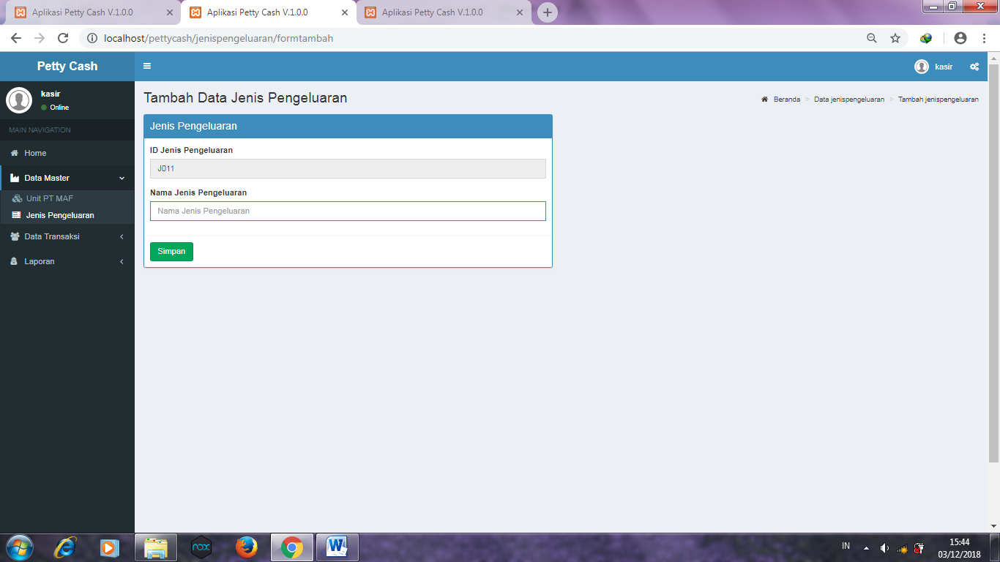 Aplikasi Petty Cash V.1.0.0
Aplikasi Petty Cash V.1.0.0
Aplikasi Petty Cash V.1.0.0
localhost/pettycash/jenispengeluaran/formtambah
Petty Cash
kasir
kasir
Online
MAIN NAVIGATION
Home
Data Master
Unit PT MAF
Jenis Pengeluaran
Data Transaksi
Laporan
Tambah Data Jenis Pengeluaran
Beranda > Data jenispengeluaran > Tambah jenispengeluaran
Jenis Pengeluaran
ID Jenis Pengeluaran
J011
Nama Jenis Pengeluaran
Nama Jenis Pengeluaran
Simpan
nox
IN
15:44
03/12/2018